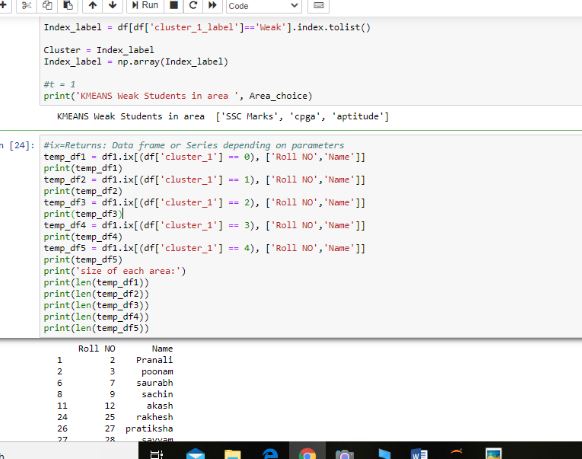 Run
Code
Index_label = df[df['cluster_1_label']=='Weak'].index.tolist()
Cluster = Index_label
Index_label = np.array(Index_label)
#t = 1
print('KMEANS Weak Students in area ', Area_choice)
KMEANS Weak Students in area  ['SSC Marks', 'cpga', 'aptitude']
n [24]:
#ix=Returns: Data frame or Series depending on parameters
temp_df1 = df1.ix[(df['cluster_1'] == 0), ['Roll NO','Name']]
print(temp_df1)
temp_df2 = df1.ix[(df['cluster_1'] == 1), ['Roll NO','Name']]
print(temp_df2)
temp_df3 = df1.ix[(df['cluster_1'] == 2), ['Roll NO','Name']]
print(temp_df3)
temp_df4 = df1.ix[(df['cluster_1'] == 3), ['Roll NO','Name']]
print(temp_df4)
temp_df5 = df1.ix[(df['cluster_1'] == 4), ['Roll NO','Name']]
print(temp_df5)
print('size of each area:')
print(len(temp_df1))
print(len(temp_df2))
print(len(temp_df3))
print(len(temp_df4))
print(len(temp_df5))
Roll NO Name
1 2 Pranali
2 3 poonam
6 7 saurabh
8 9 sachin
11 12 akash
24 25 rakhesh
26 27 pratiksha
27 28 sayyam